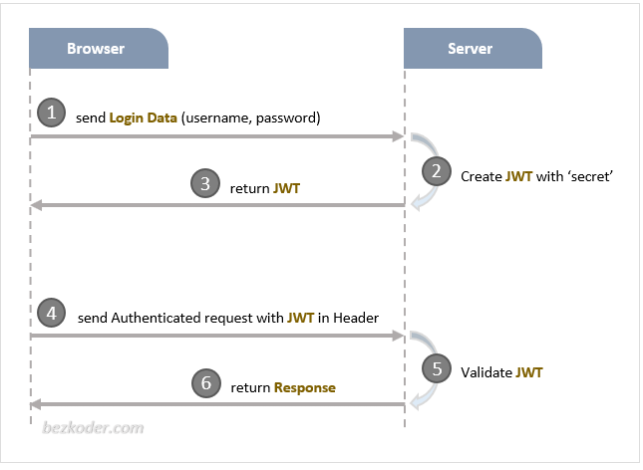 Browser
Server
1
send Login Data (username, password)
2
Create JWT with ‘secret’
3
return JWT
4
send Authenticated request with JWT in Header
5
Validate JWT
6
return Response
bezkoder.com